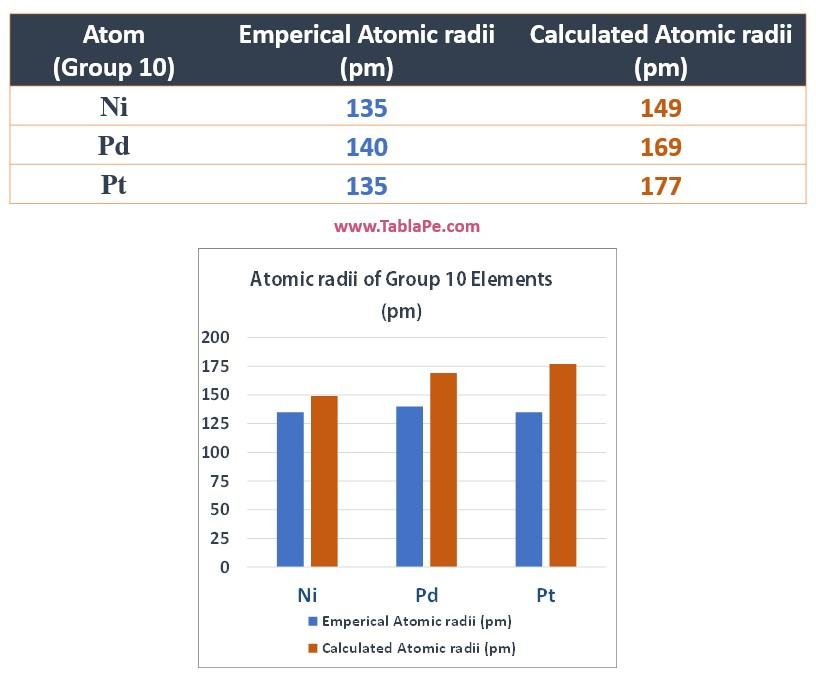 Atom Emperical Atomic radii Calculated Atomic radii
(Group 10) (pm) (pm)
Ni 135 149
Pd 140 169
Pt 135 177
www.TablaPe.com
Atomic radii of Group 10 Elements
(pm)
200
175
150
125
100
75
50
25
0
Ni Pd Pt
Emperical Atomic radii (pm)
Calculated Atomic radii (pm)